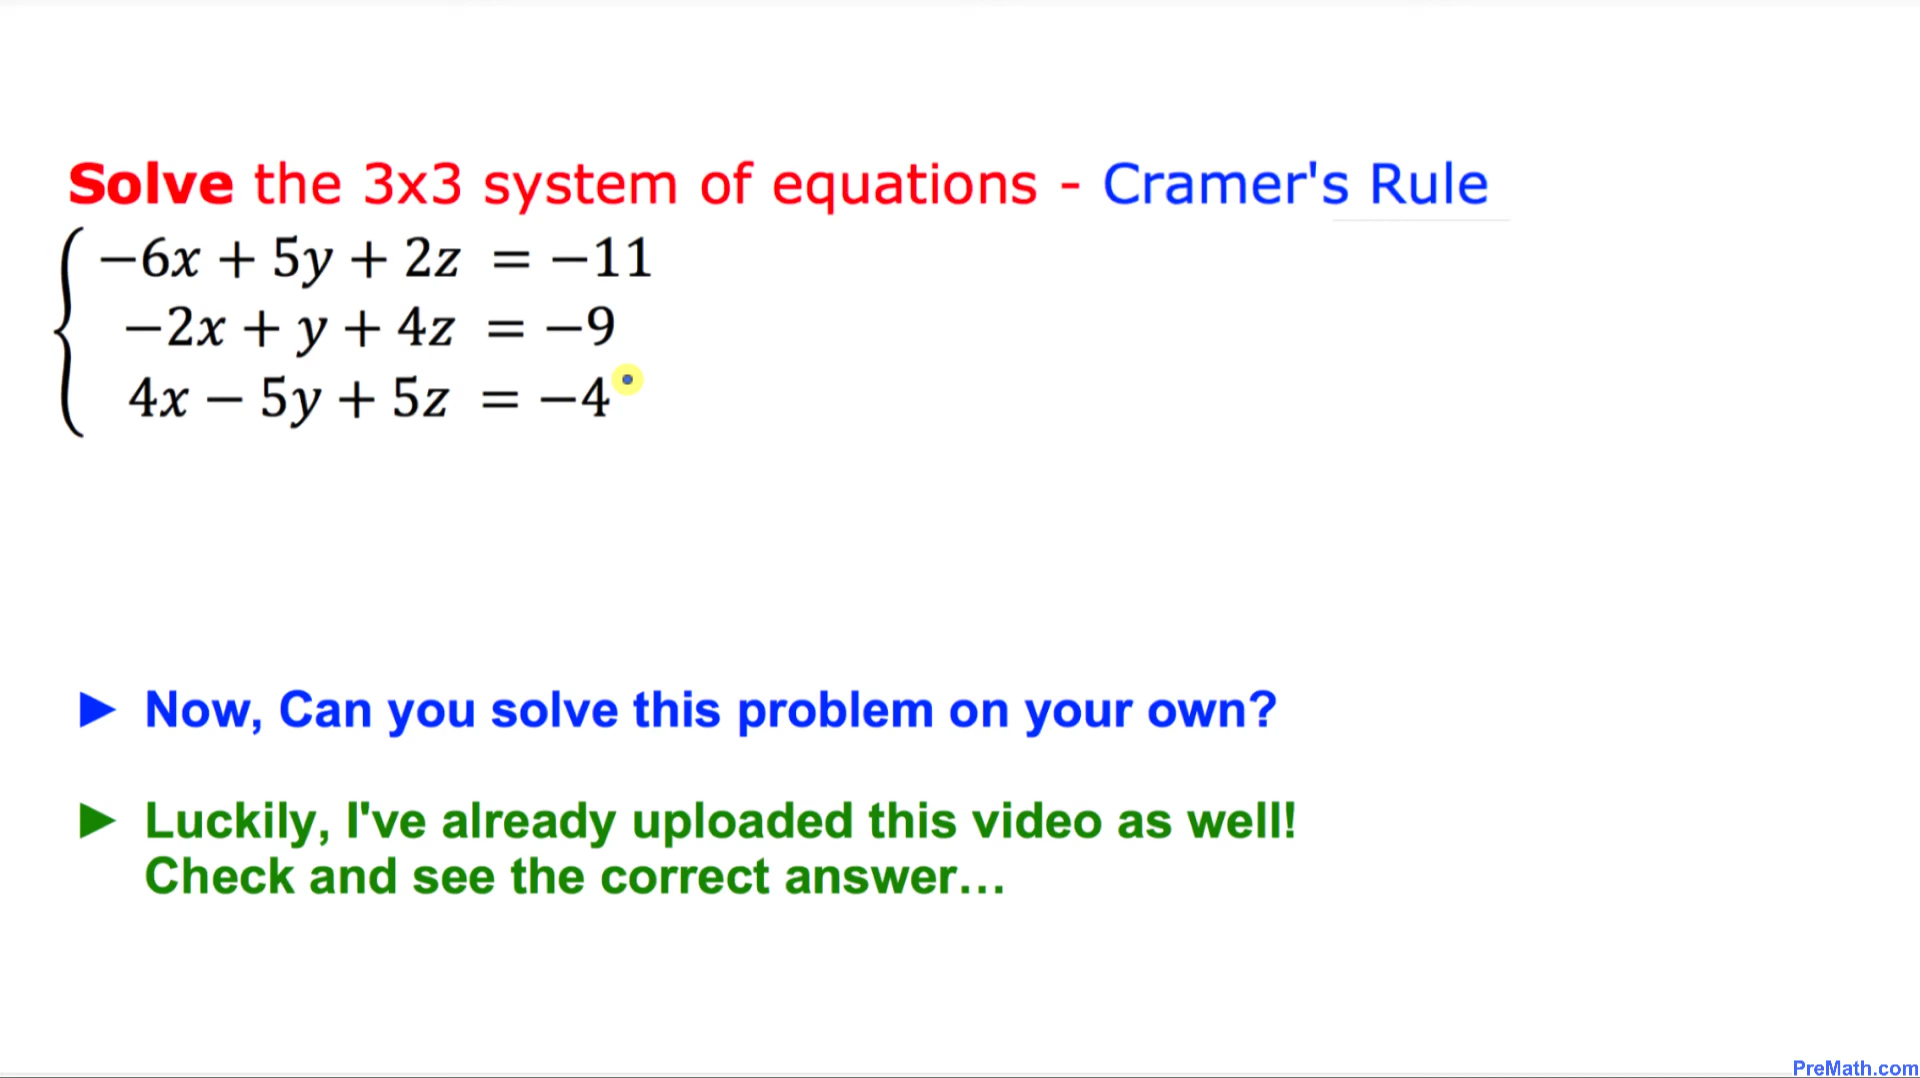 Solve the 3x3 system of equations - Cramer's Rule
−6x + 5y + 2z = −11
−2x + y + 4z = −9
4x − 5y + 5z = −4
► Now, Can you solve this problem on your own?
► Luckily, I've already uploaded this video as well!
Check and see the correct answer...
PreMath.com